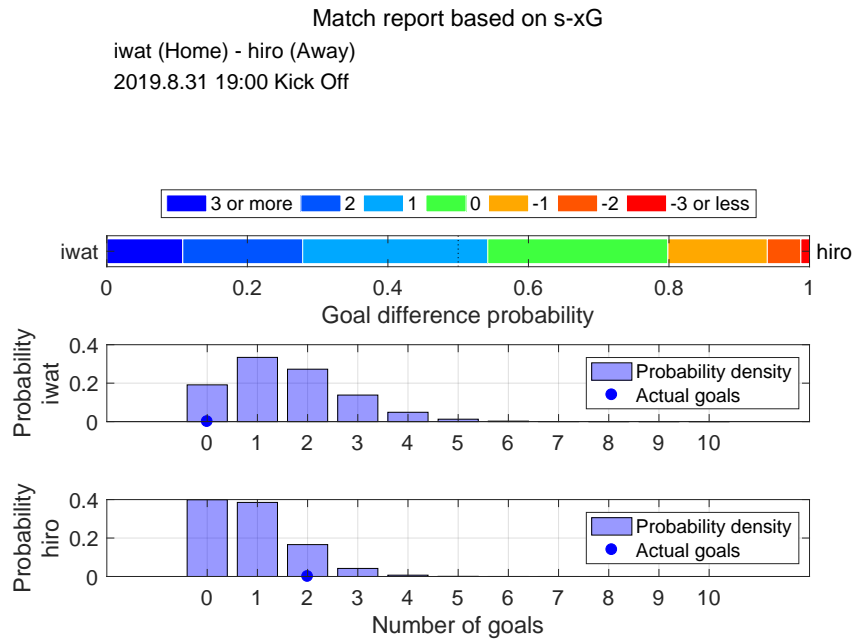 Match report based on s-xG
iwat (Home) - hiro (Away)
2019.8.31 19:00 Kick Off
3 or more 2 1 0 -1 -2 -3 or less
iwat hiro
0 0.2 0.4 0.6 0.8 1
Goal difference probability
Probability
iwat
0.4
0.2
0
Probability density
Actual goals
0 1 2 3 4 5 6 7 8 9 10
Probability
hiro
0.4
0.2
0
Probability density
Actual goals
0 1 2 3 4 5 6 7 8 9 10
Number of goals